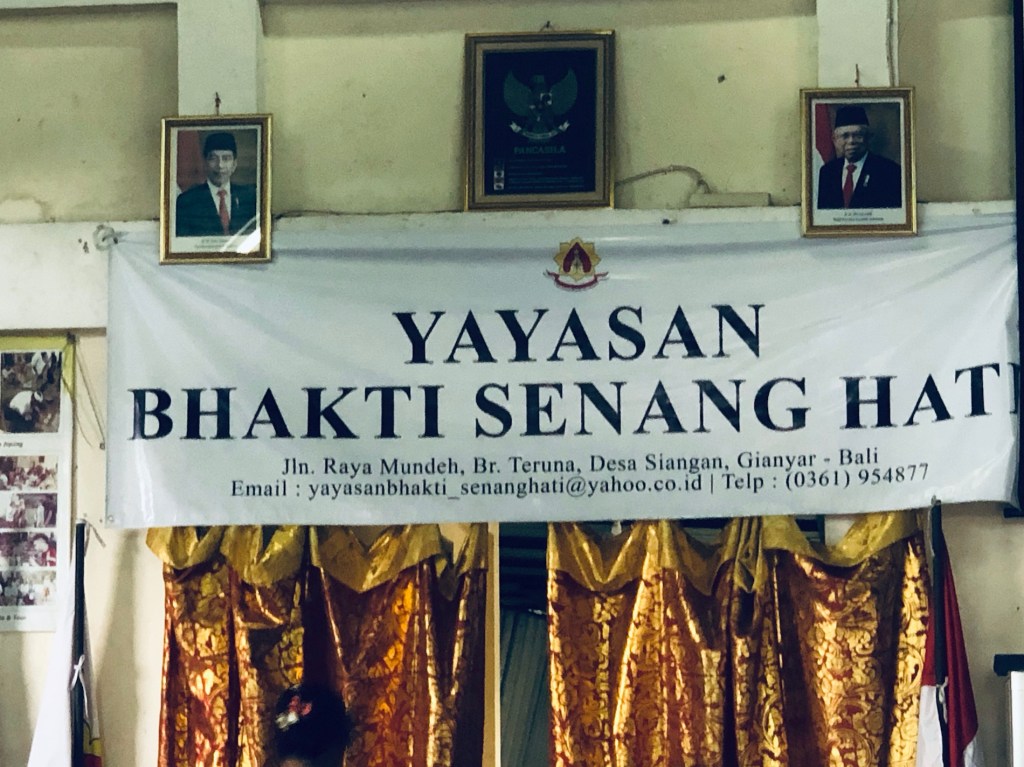 PANCASILA
YAYASAN
BHAKTI SENANG HATI
Jln. Raya Mundeh, Br. Teruna, Desa Siangan, Gianyar - Bali
Email : yayasanbhakti_senanghati@yahoo.co.id | Telp : (0361) 954877